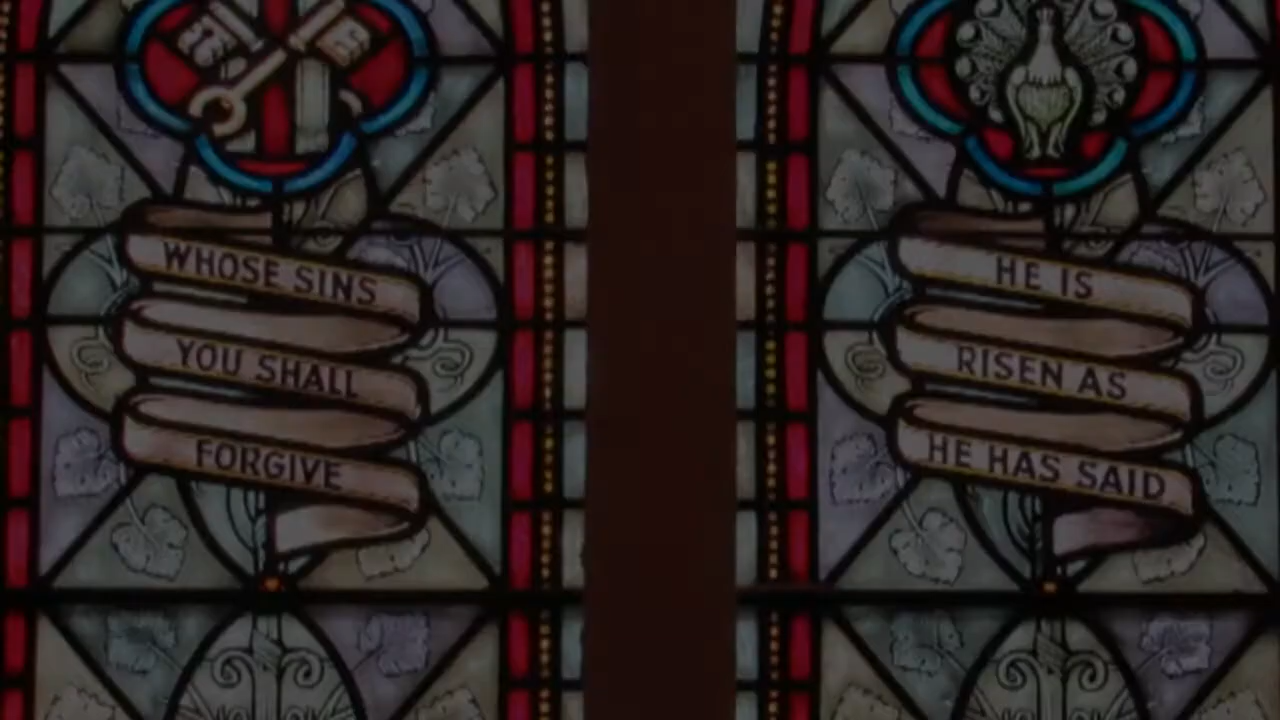 WHOSE SINS
YOU SHALL
FORGIVE
HE IS
RISEN AS
HE HAS SAID